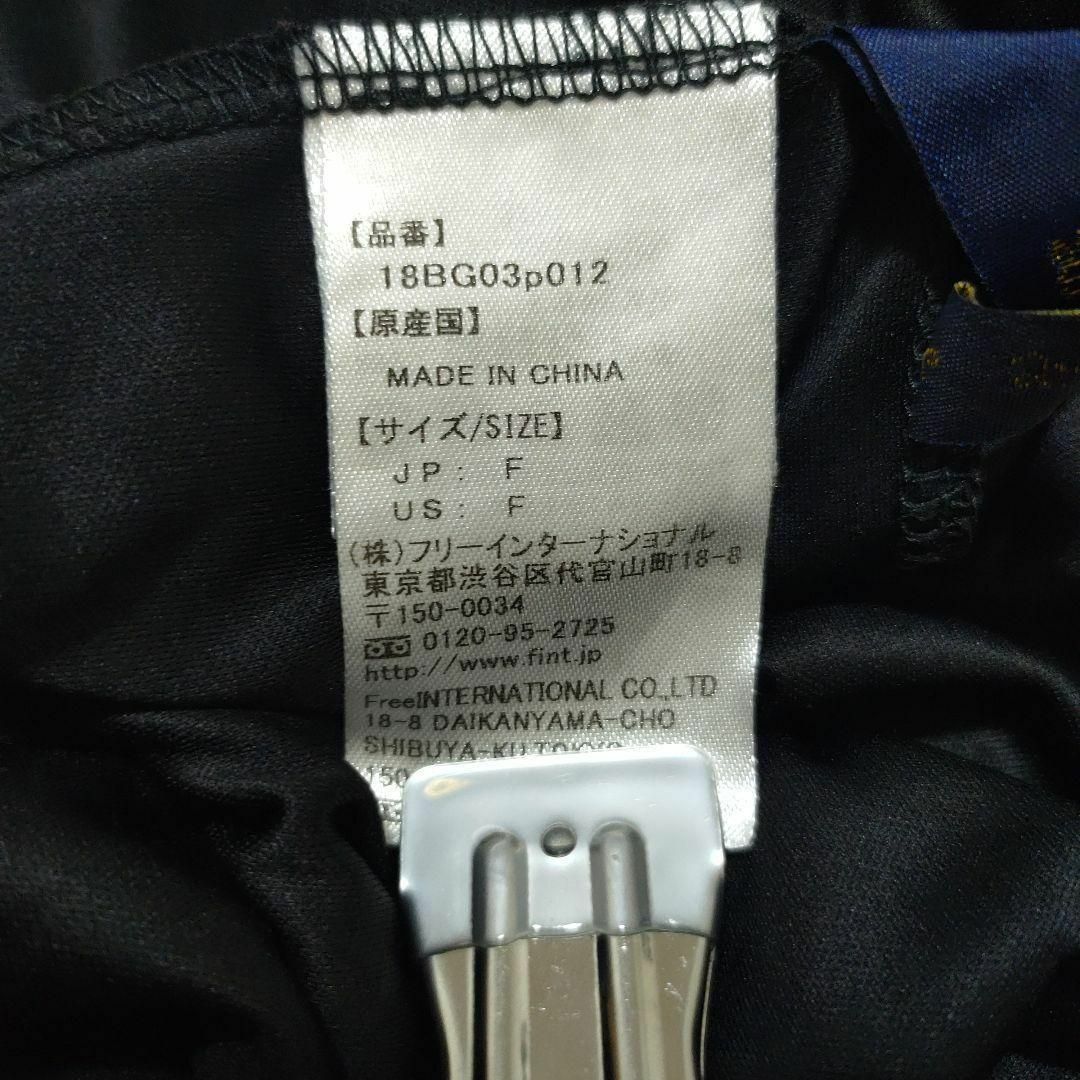 【品番】
18BG03p012
【原産国】
MADE IN CHINA
【サイズ/SIZE】
JP: F
US: F
(株)フリーインターナショナル
東京都渋谷区代官山町18-8
〒150-0034
0120-95-2725
http://www.fint.jp
FreeINTERNATIONAL CO.,LTD
18-8 DAIKANYAMA-CHO
SHIBUYA-KU
150